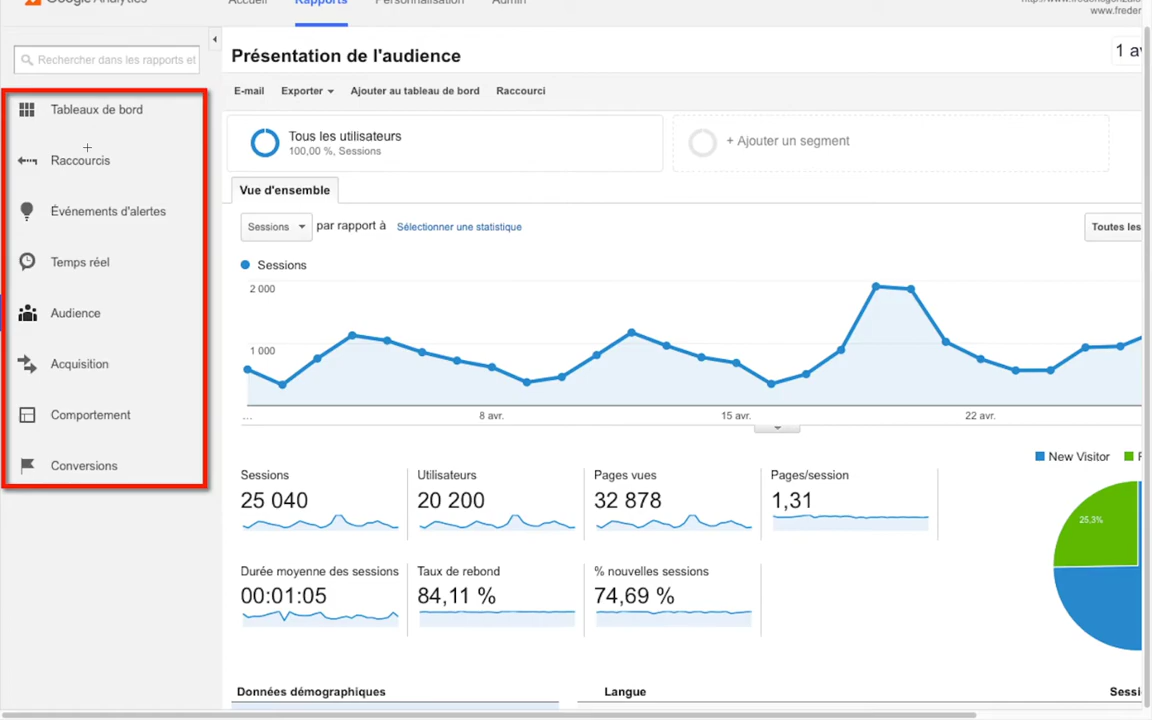 Google Analytics
Accueil
Rapports
Personnalisation
Admin
www.freder
Rechercher dans les rapports et
Tableaux de bord
Raccourcis
Événements d'alertes
Temps réel
Audience
Acquisition
Comportement
Conversions
Présentation de l'audience
1 av
E-mail
Exporter
Ajouter au tableau de bord
Raccourci
Tous les utilisateurs
100,00 %, Sessions
+ Ajouter un segment
Vue d'ensemble
Sessions
par rapport à
Sélectionner une statistique
Toutes les
Sessions
2 000
1 000
...
8 avr.
15 avr.
22 avr.
New Visitor
Sessions
25 040
Utilisateurs
20 200
Pages vues
32 878
Pages/session
1,31
25,3%
Durée moyenne des sessions
00:01:05
Taux de rebond
84,11 %
% nouvelles sessions
74,69 %
Données démographiques
Langue
Sessi